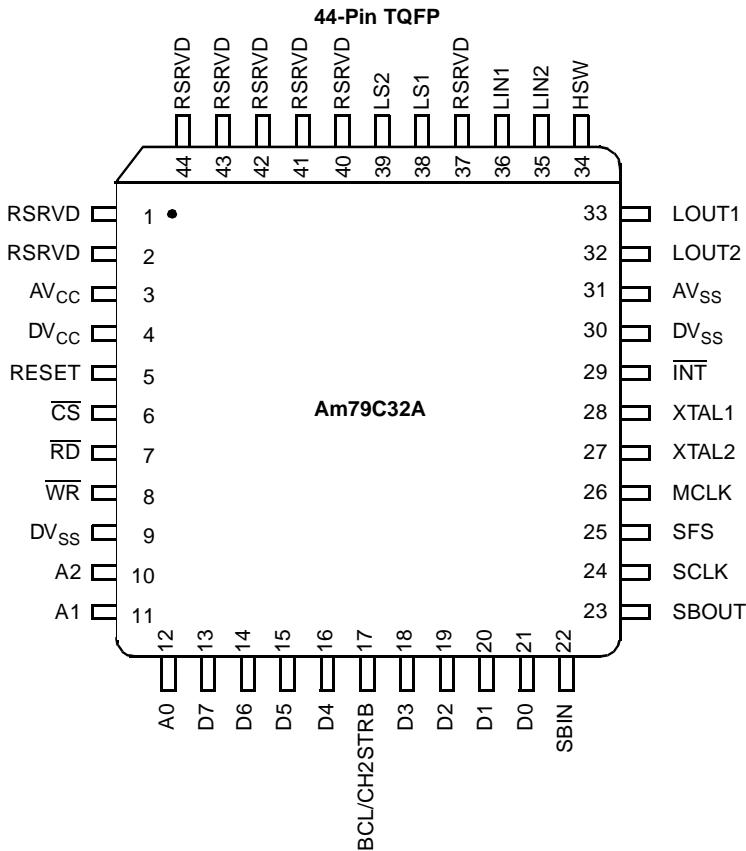 44-Pin TQFP
RSRVD
RSRVD
RSRVD
RSRVD
RSRVD
LS2
LS1
RSRVD
LIN1
LIN2
HSW
44
43
42
41
40
39
38
37
36
35
34
RSRVD 1 33 LOUT1
RSRVD 2 32 LOUT2
AVCC 3 31 AVSS
DVCC 4 30 DVSS
RESET 5 29 INT
CS 6 Am79C32A 28 XTAL1
RD 7 27 XTAL2
WR 8 26 MCLK
DVSS 9 25 SFS
A2 10 24 SCLK
A1 11 23 SBOUT
12
13
14
15
16
17
18
19
20
21
22
A0
D7
D6
D5
D4
BCL/CH2STRB
D3
D2
D1
D0
SBIN